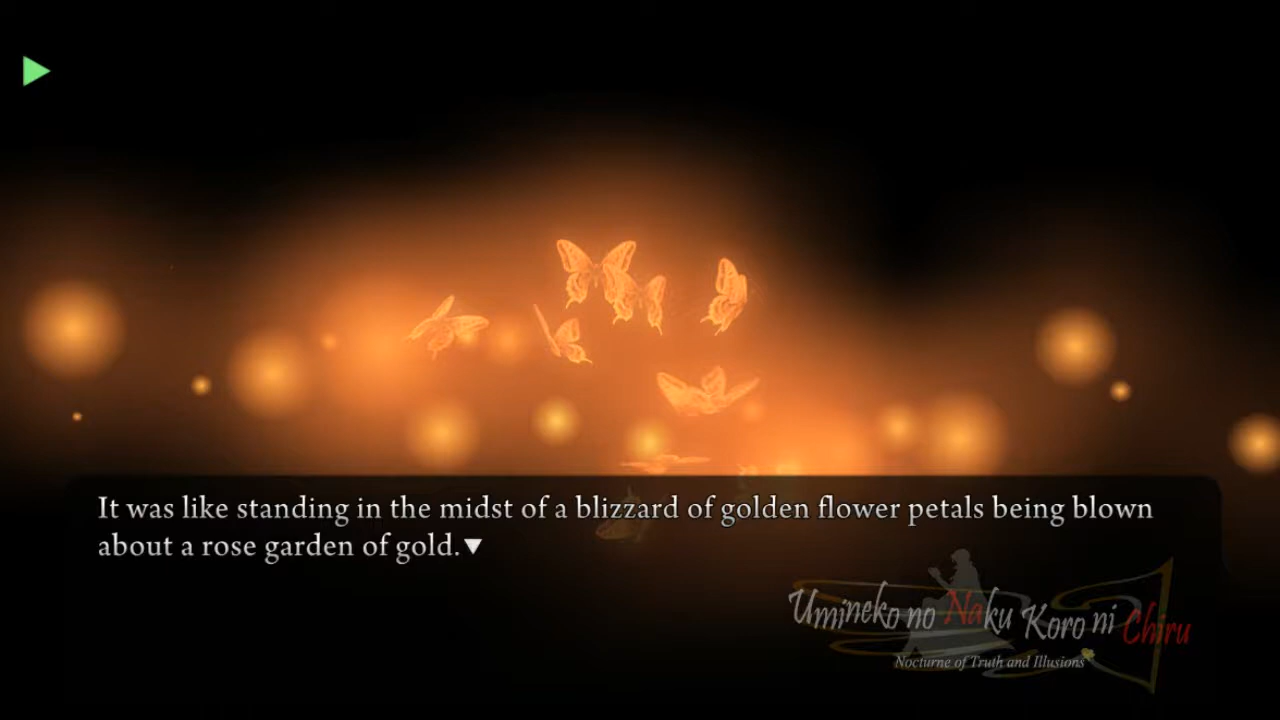 It was like standing in the midst of a blizzard of golden flower petals being blown
about a rose garden of gold.
Umineko no Naku Koro ni Chiru
Nocturne of Truth and Illusions